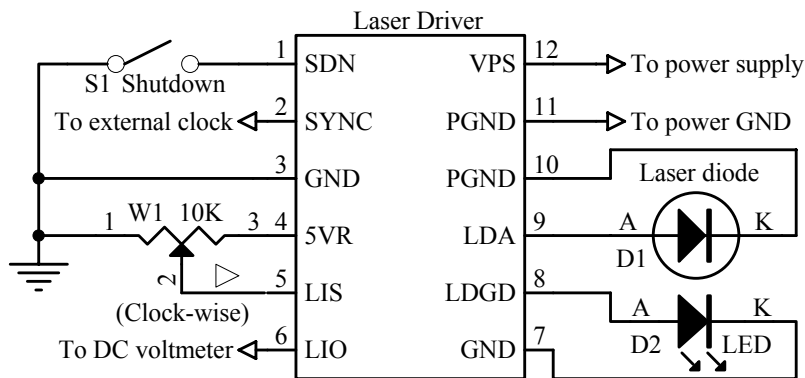 Laser Driver
1 SDN VPS 12 To power supply
S1 Shutdown
To external clock 2 SYNC PGND 11 To power GND
3 GND PGND 10
Laser diode
1 W1 10K 3 4 5VR LDA 9 A K
D1
2 5 LIS LDGD 8
(Clock-wise) A K
To DC voltmeter 6 LIO GND 7 D2 LED